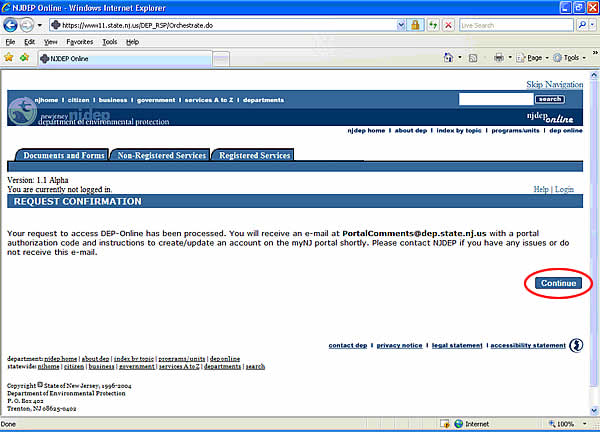 NJDEP Online - Windows Internet Explorer
https://www11.state.nj.us/DEP_RSP/Orchestrate.do
Live Search
File Edit View Favorites Tools Help
NJDEP Online
Page Tools
Skip Navigation
njhome | citizen | business | government | services A to Z | departments
search
new jersey njdep
department of environmental protection
njdep online
njdep home | about dep | index by topic | programs/units | dep online
Documents and Forms Non-Registered Services Registered Services
Version: 1.1 Alpha
You are currently not logged in.
Help | Login
REQUEST CONFIRMATION
Your request to access DEP-Online has been processed. You will receive an e-mail at PortalComments@dep.state.nj.us with a portal
authorization code and instructions to create/update an account on the myNJ portal shortly. Please contact NJDEP if you have any issues or do
not receive this e-mail.
Continue
contact dep | privacy notice | legal statement | accessibility statement
department: njdep home | about dep | index by topic | programs/units | dep online
statewide: njhome | citizen | business | government | services A to Z | departments | search
Copyright © State of New Jersey, 1996-2004
Department of Environmental Protection
P. O. Box 402
Trenton, NJ 08625-0402
Done
Internet
100%